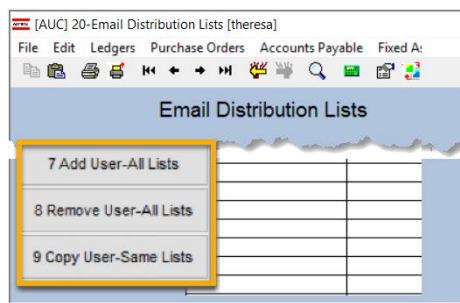 [AUC] 20-Email Distribution Lists [theresa]
File Edit Ledgers Purchase Orders Accounts Payable Fixed As
Email Distribution Lists
7 Add User-All Lists
8 Remove User-All Lists
9 Copy User-Same Lists